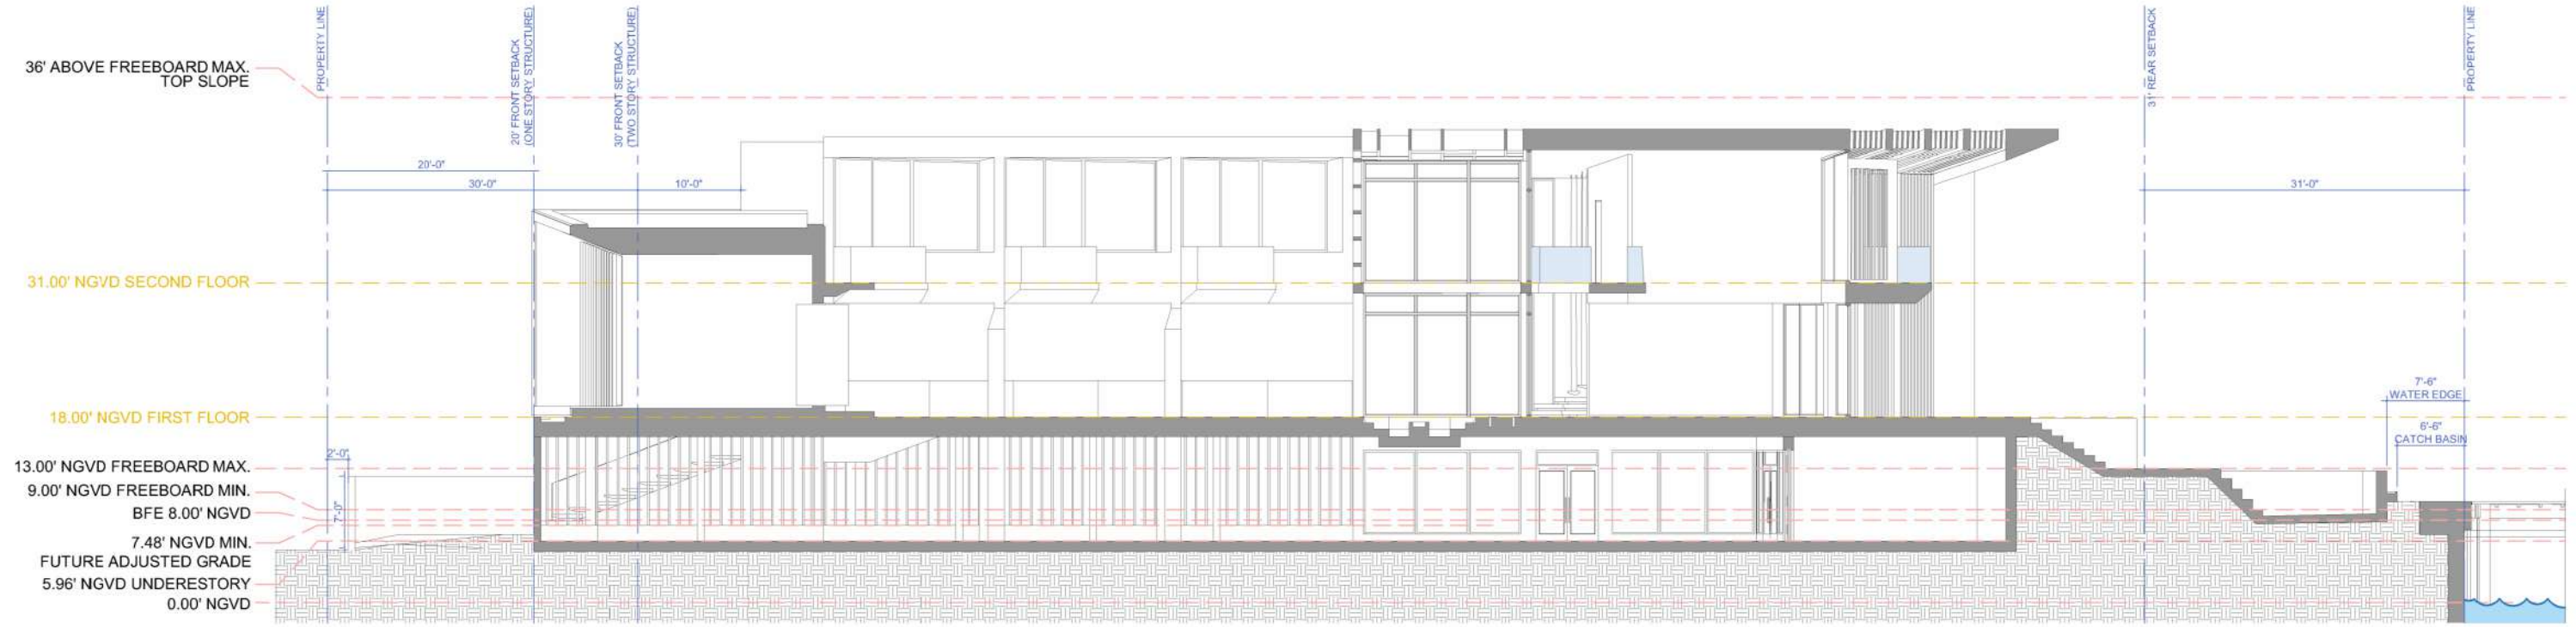 PROPERTY LINE
20' FRONT SETBACK
(ONE STORY STRUCTURE)
30' FRONT SETBACK
(TWO STORY STRUCTURE)
31' REAR SETBACK
PROPERTY LINE
36' ABOVE FREEBOARD MAX.
TOP SLOPE
20'-0"
30'-0"
10'-0"
31'-0"
31.00' NGVD SECOND FLOOR
7'-6"
WATER EDGE
18.00' NGVD FIRST FLOOR
6'-6"
CATCH BASIN
2'-0"
13.00' NGVD FREEBOARD MAX.
9.00' NGVD FREEBOARD MIN.
7'-0"
BFE 8.00' NGVD
7.48' NGVD MIN.
FUTURE ADJUSTED GRADE
5.96' NGVD UNDERESTORY
0.00' NGVD